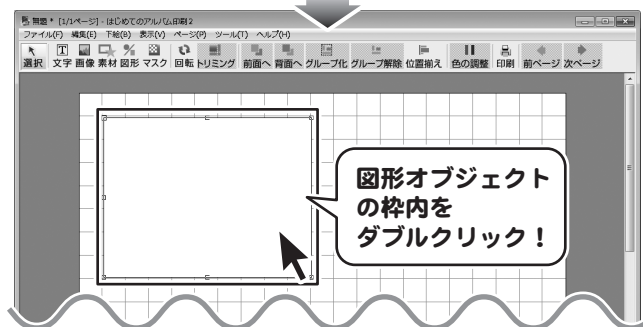 無題 * [1/1ページ] - はじめてのアルバム印刷2
ファイル(F) 編集(E) 下絵(B) 表示(V) ページ(P) ツール(T) ヘルプ(H)
選択 文字 画像 素材 図形 マスク 回転 トリミング 前面へ 背面へ グループ化 グループ解除 位置揃え 色の調整 印刷 前ページ 次ページ
図形オブジェクト
の枠内を
ダブルクリック！